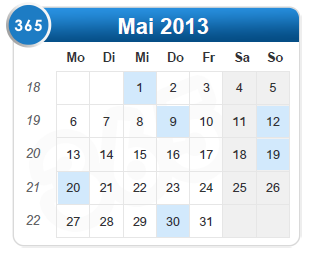 365
Mai 2013
Mo Di Mi Do Fr Sa So
18 1 2 3 4 5
19 6 7 8 9 10 11 12
20 13 14 15 16 17 18 19
21 20 21 22 23 24 25 26
22 27 28 29 30 31